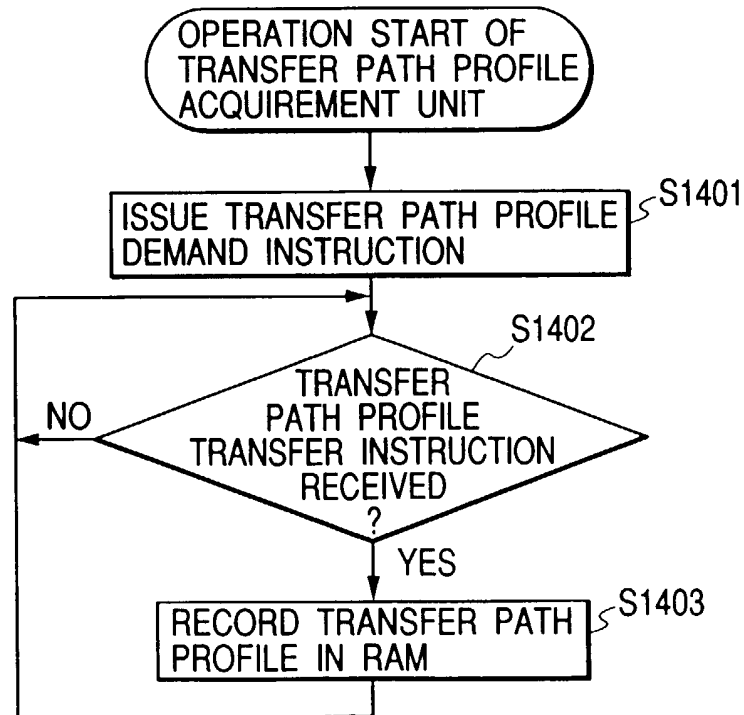 OPERATION START OF
TRANSFER PATH PROFILE
ACQUIREMENT UNIT
S1401
ISSUE TRANSFER PATH PROFILE
DEMAND INSTRUCTION
S1402
TRANSFER
PATH PROFILE
TRANSFER INSTRUCTION
RECEIVED
?
NO
YES
S1403
RECORD TRANSFER PATH
PROFILE IN RAM